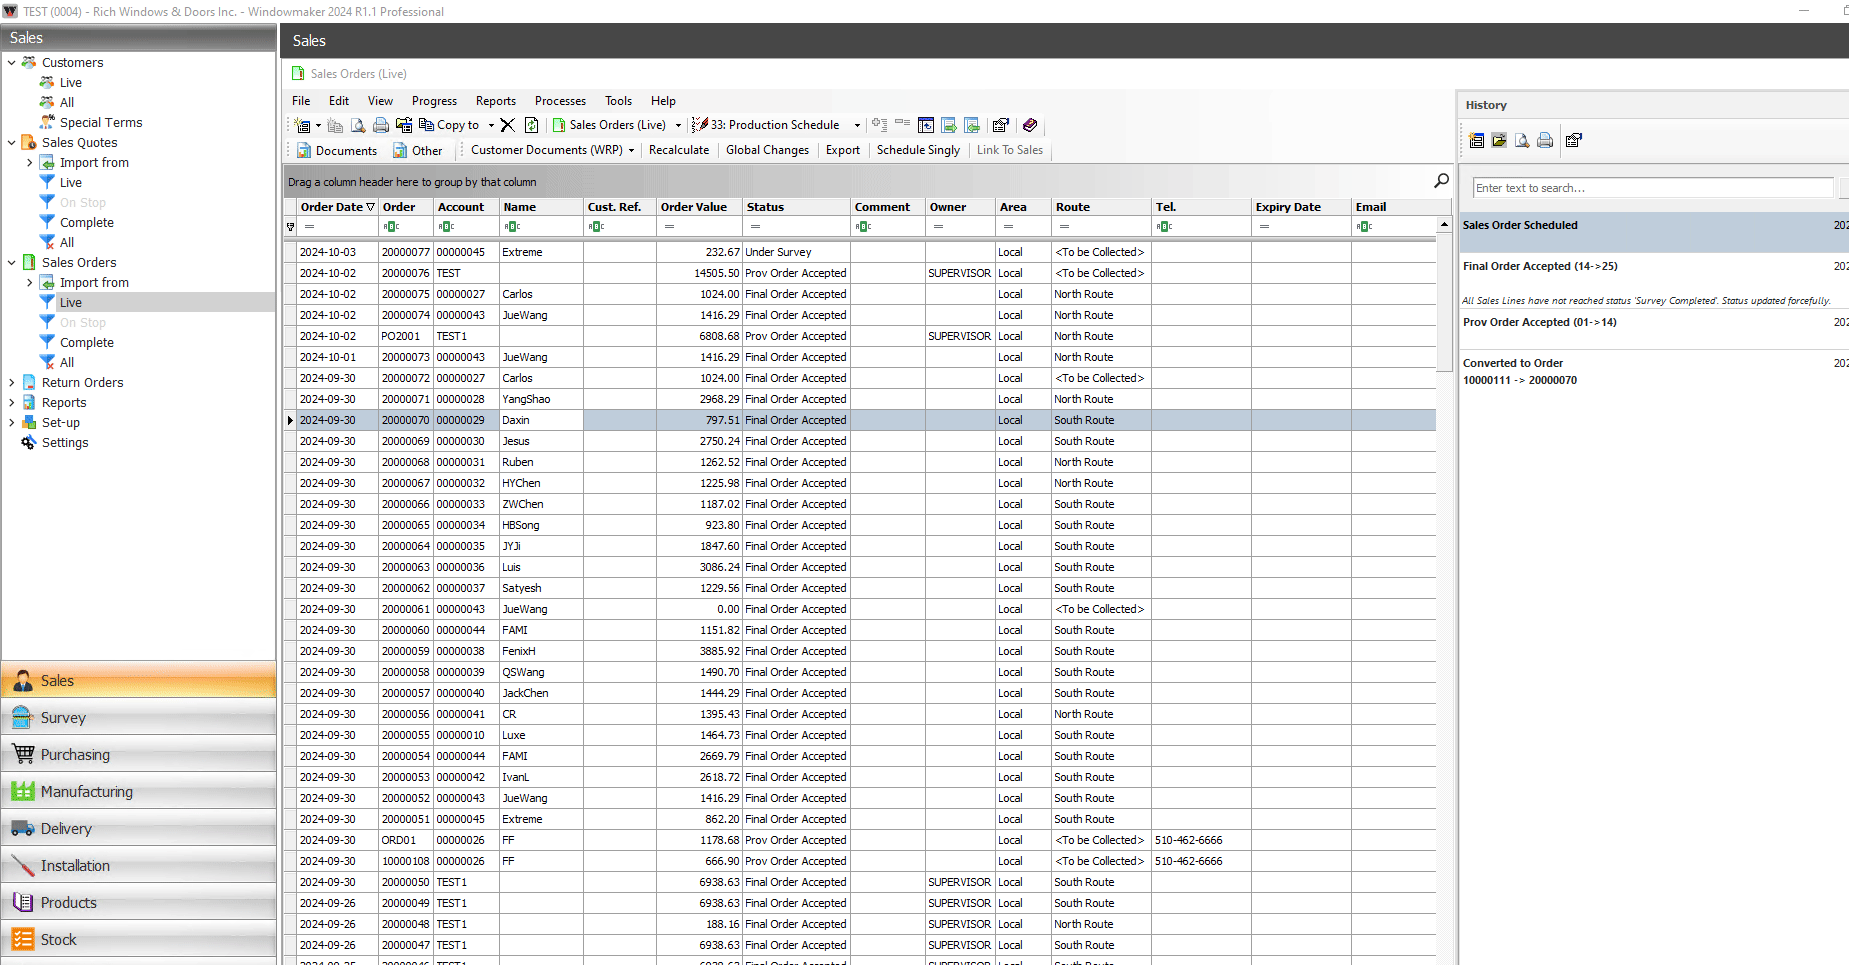 TEST (0004) - Rich Windows & Doors Inc. - Windowmaker 2024 R1.1 Professional
Sales
Customers
Live
All
Special Terms
Sales Quotes
Import from
Live
On Stop
Complete
All
Sales Orders
Import from
Live
On Stop
Complete
All
Return Orders
Reports
Set-up
Settings
Sales
Survey
Purchasing
Manufacturing
Delivery
Installation
Products
Stock
Sales
Sales Orders (Live)
File Edit View Progress Reports Processes Tools Help
Copy to Sales Orders (Live) 33: Production Schedule
Documents Other Customer Documents (WRP) Recalculate Global Changes Export Schedule Singly Link To Sales
Drag a column header here to group by that column
Order Date Order Account Name Cust. Ref. Order Value Status Comment Owner Area Route Tel. Expiry Date Email
2024-10-03 20000077 00000045 Extreme 232.67 Under Survey Local <To be Collected>
2024-10-02 20000076 TEST 14505.50 Prov Order Accepted SUPERVISOR Local <To be Collected>
2024-10-02 20000075 00000027 Carlos 1024.00 Final Order Accepted Local North Route
2024-10-02 20000074 00000043 JueWang 1416.29 Final Order Accepted Local North Route
2024-10-02 PO2001 TEST1 6808.68 Prov Order Accepted SUPERVISOR Local North Route
2024-10-01 20000073 00000043 JueWang 1416.29 Final Order Accepted Local North Route
2024-09-30 20000072 00000027 Carlos 1024.00 Final Order Accepted Local <To be Collected>
2024-09-30 20000071 00000028 YangShao 2968.29 Final Order Accepted Local North Route
2024-09-30 20000070 00000029 Daxin 797.51 Final Order Accepted Local South Route
2024-09-30 20000069 00000030 Jesus 2750.24 Final Order Accepted Local South Route
2024-09-30 20000068 00000031 Ruben 1262.52 Final Order Accepted Local North Route
2024-09-30 20000067 00000032 HYChen 1225.98 Final Order Accepted Local North Route
2024-09-30 20000066 00000033 ZWChen 1187.02 Final Order Accepted Local South Route
2024-09-30 20000065 00000034 HBSong 923.80 Final Order Accepted Local South Route
2024-09-30 20000064 00000035 JYJi 1847.60 Final Order Accepted Local South Route
2024-09-30 20000063 00000036 Luis 3086.24 Final Order Accepted Local South Route
2024-09-30 20000062 00000037 Satyesh 1229.56 Final Order Accepted Local South Route
2024-09-30 20000061 00000043 JueWang 0.00 Final Order Accepted Local <To be Collected>
2024-09-30 20000060 00000044 FAMI 1151.82 Final Order Accepted Local South Route
2024-09-30 20000059 00000038 FenixH 3885.92 Final Order Accepted Local South Route
2024-09-30 20000058 00000039 QSWang 1490.70 Final Order Accepted Local South Route
2024-09-30 20000057 00000040 JackChen 1444.29 Final Order Accepted Local South Route
2024-09-30 20000056 00000041 CR 1395.43 Final Order Accepted Local North Route
2024-09-30 20000055 00000010 Luxe 1464.73 Final Order Accepted Local South Route
2024-09-30 20000054 00000044 FAMI 2669.79 Final Order Accepted Local South Route
2024-09-30 20000053 00000042 IvanL 2618.72 Final Order Accepted Local South Route
2024-09-30 20000052 00000043 JueWang 1416.29 Final Order Accepted Local South Route
2024-09-30 20000051 00000045 Extreme 862.20 Final Order Accepted Local South Route
2024-09-30 ORD01 00000026 FF 1178.68 Prov Order Accepted Local <To be Collected> 510-462-6666
2024-09-30 10000108 00000026 FF 666.90 Prov Order Accepted Local <To be Collected> 510-462-6666
2024-09-30 20000050 TEST1 6938.63 Final Order Accepted SUPERVISOR Local South Route
2024-09-26 20000049 TEST1 6938.63 Final Order Accepted SUPERVISOR Local South Route
2024-09-26 20000048 TEST1 188.16 Final Order Accepted SUPERVISOR Local North Route
2024-09-26 20000047 TEST1 6938.63 Final Order Accepted SUPERVISOR Local South Route
History
Enter text to search...
Sales Order Scheduled 202
Final Order Accepted (14->25) 202
All Sales Lines have not reached status 'Survey Completed'. Status updated forcefully.
Prov Order Accepted (01->14) 202
Converted to Order 202
10000111 -> 20000070